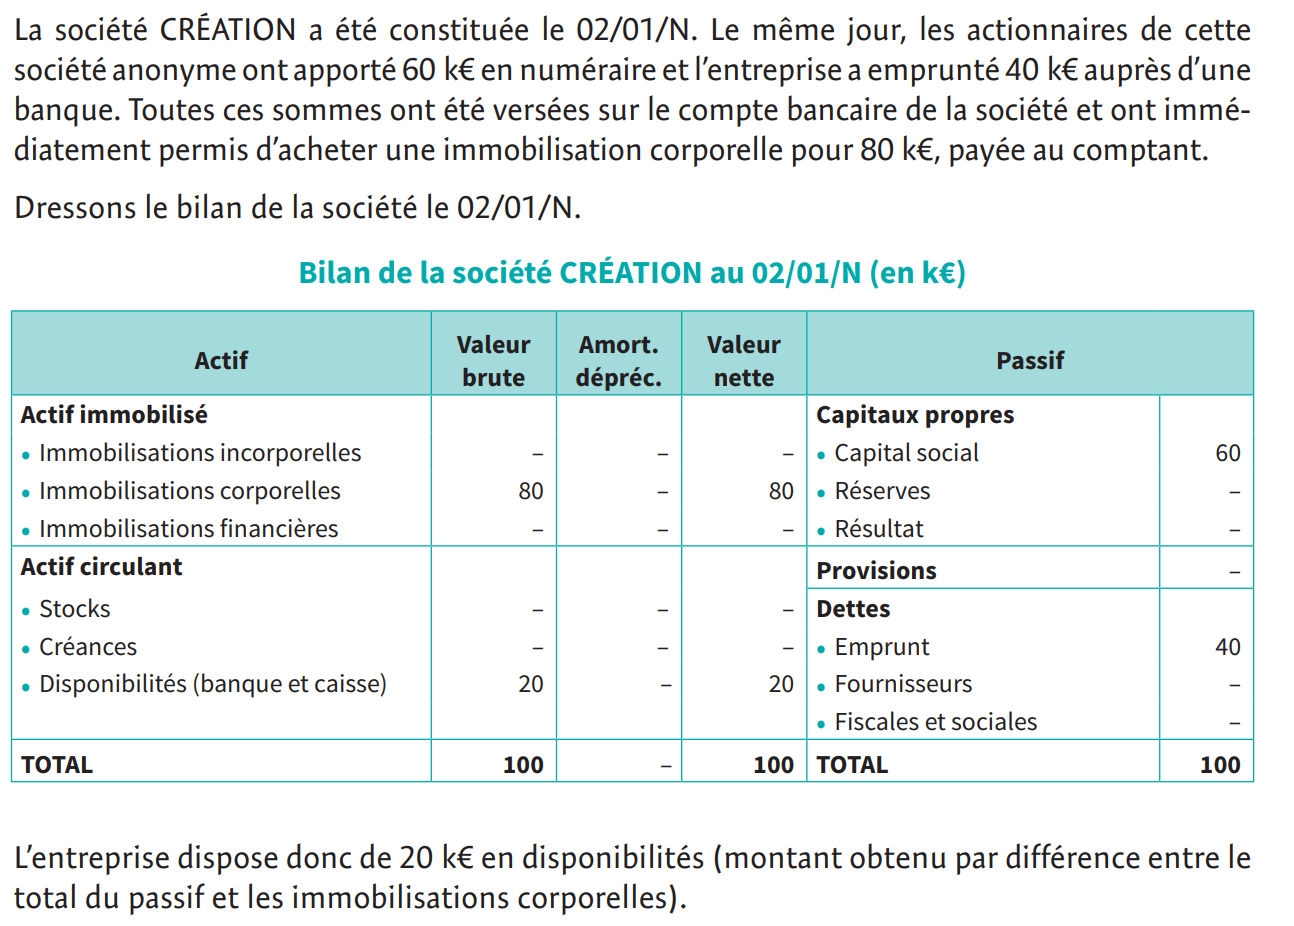 La société CRÉATION a été constituée le 02/01/N. Le même jour, les actionnaires de cette
société anonyme ont apporté 60 k€ en numéraire et l’entreprise a emprunté 40 k€ auprès d’une
banque. Toutes ces sommes ont été versées sur le compte bancaire de la société et ont immé-
diatement permis d’acheter une immobilisation corporelle pour 80 k€, payée au comptant.
Dressons le bilan de la société le 02/01/N.
Bilan de la société CRÉATION au 02/01/N (en k€)
Actif Valeur brute Amort. dépréc. Valeur nette Passif
Actif immobilisé Capitaux propres
• Immobilisations incorporelles – – – • Capital social 60
• Immobilisations corporelles 80 – 80 • Réserves –
• Immobilisations financières – – – • Résultat –
Actif circulant Provisions –
• Stocks – – – Dettes
• Créances – – – • Emprunt 40
• Disponibilités (banque et caisse) 20 – 20 • Fournisseurs –
• Fiscales et sociales –
TOTAL 100 – 100 TOTAL 100
L’entreprise dispose donc de 20 k€ en disponibilités (montant obtenu par différence entre le
total du passif et les immobilisations corporelles).